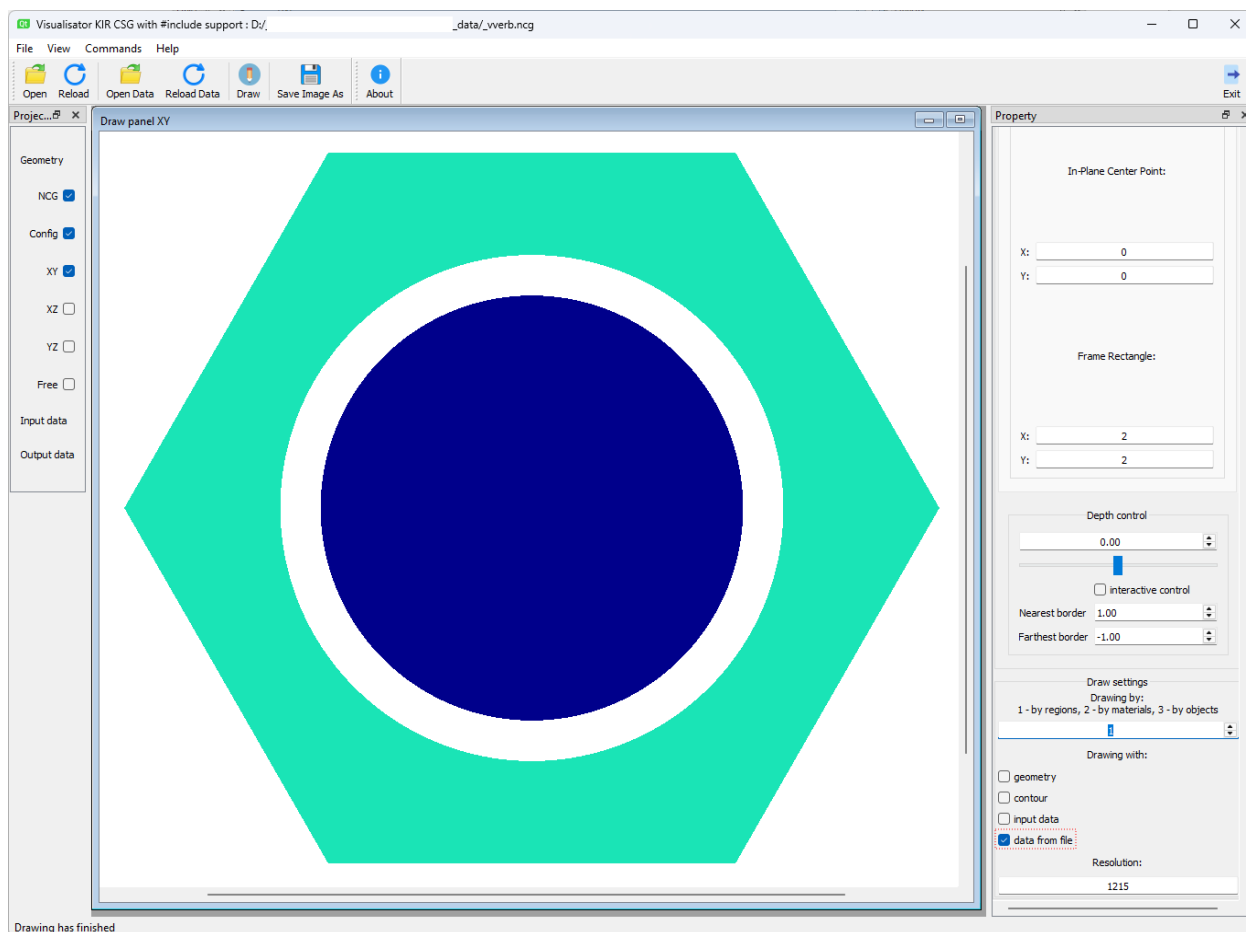 Visualisator KIR CSG with #include support : D:/ _data/_vverb.ncg
File View Commands Help
Open Reload Open Data Reload Data Draw Save Image As About Exit
Projec...
Draw panel XY
Property
Geometry
NCG
Config
XY
XZ
YZ
Free
Input data
Output data
In-Plane Center Point:
X: 0
Y: 0
Frame Rectangle:
X: 2
Y: 2
Depth control
0.00
interactive control
Nearest border 1.00
Farthest border -1.00
Draw settings
Drawing by:
1 - by regions, 2 - by materials, 3 - by objects
1
Drawing with:
geometry
contour
input data
data from file
Resolution:
1215
Drawing has finished